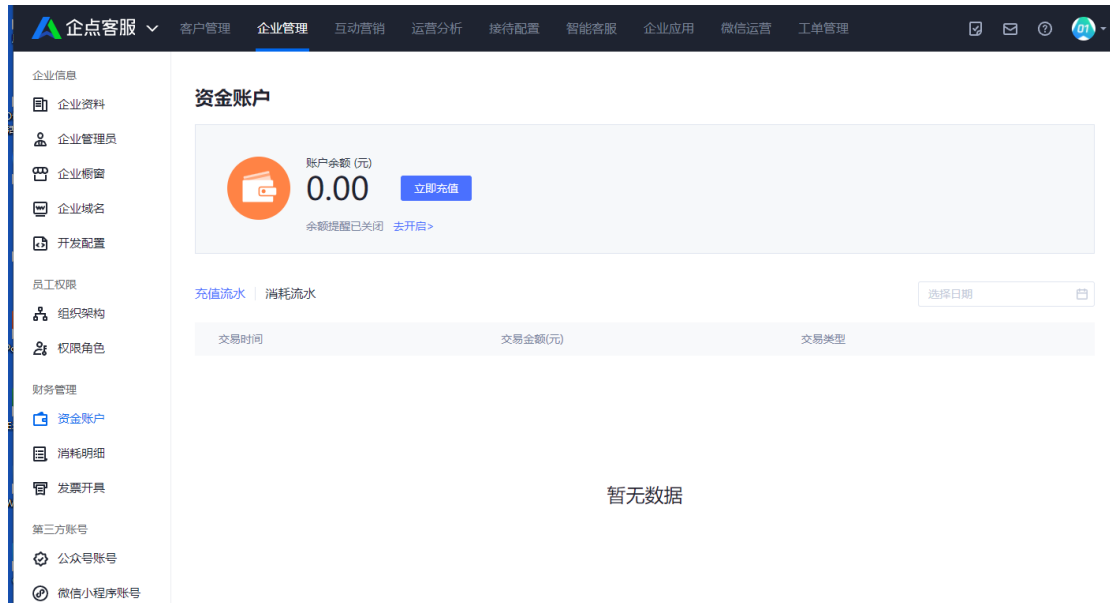 企点客服 客户管理 企业管理 互动营销 运营分析 接待配置 智能客服 企业应用 微信运营 工单管理 01
企业信息
企业资料
企业管理员
企业橱窗
企业域名
开发配置
员工权限
组织架构
权限角色
财务管理
资金账户
消耗明细
发票开具
第三方账号
公众号账号
微信小程序账号
资金账户
账户余额 (元)
0.00 立即充值
余额提醒已关闭 去开启>
充值流水 消耗流水 选择日期
交易时间 交易金额(元) 交易类型
暂无数据